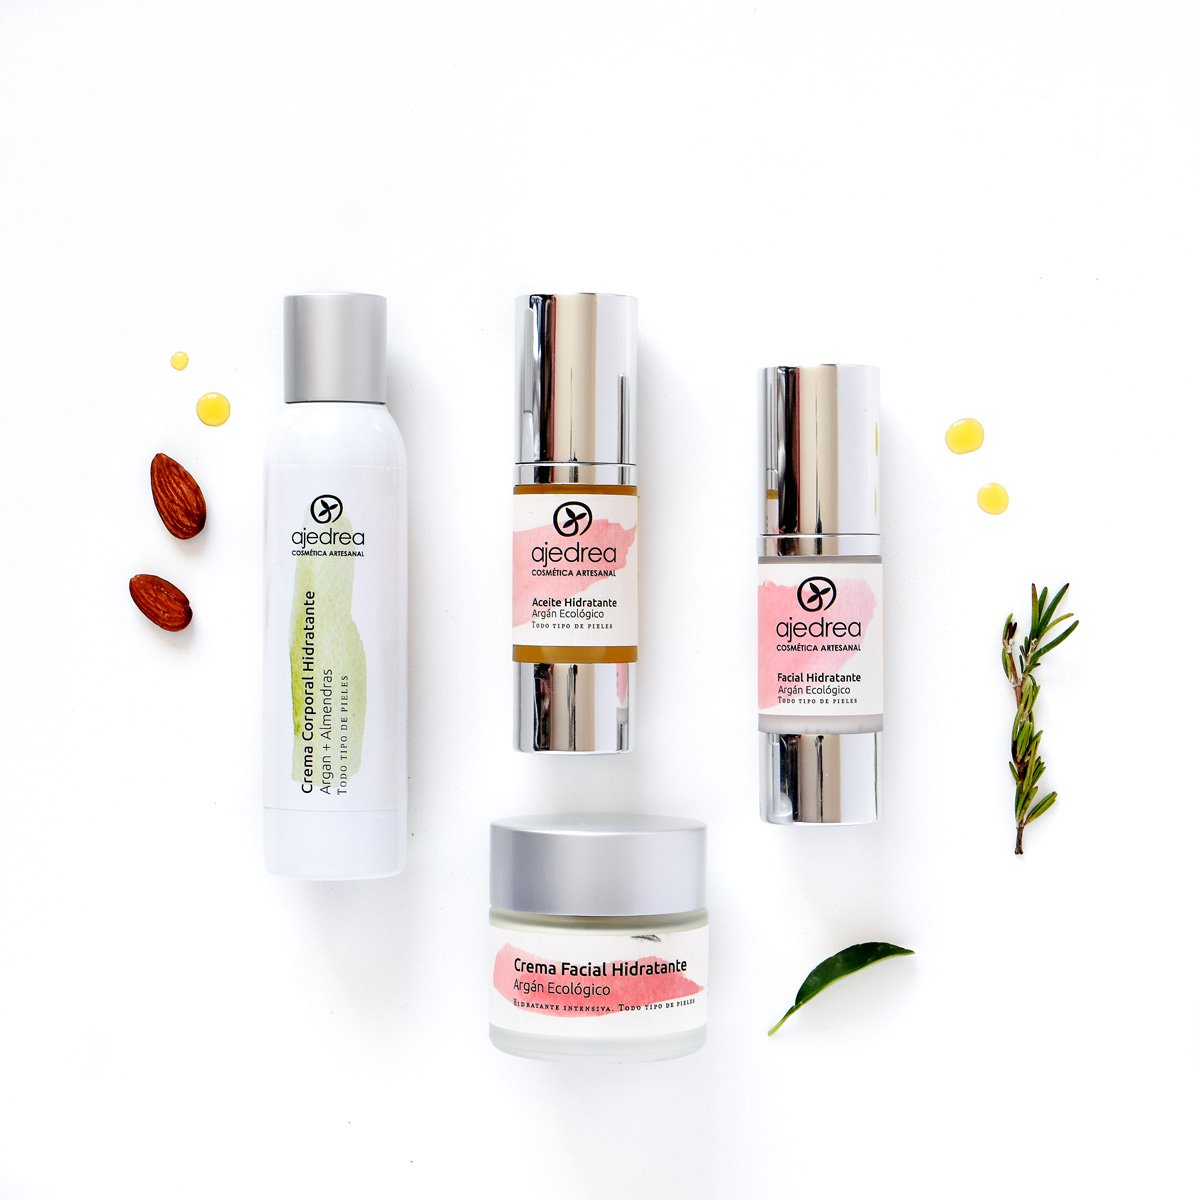 ajedrea
COSMÉTICA ARTESANAL
Crema Corporal Hidratante
Argan + Almendras
TODO TIPO DE PIELES
ajedrea
COSMÉTICA ARTESANAL
Aceite Hidratante
Argán Ecológico
TODO TIPO DE PIELES
ajedrea
COSMÉTICA ARTESANAL
Facial Hidratante
Argán Ecológico
TODO TIPO DE PIELES
Crema Facial Hidratante
Argán Ecológico
HIDRATANTE INTENSIVA. TODO TIPO DE PIELES